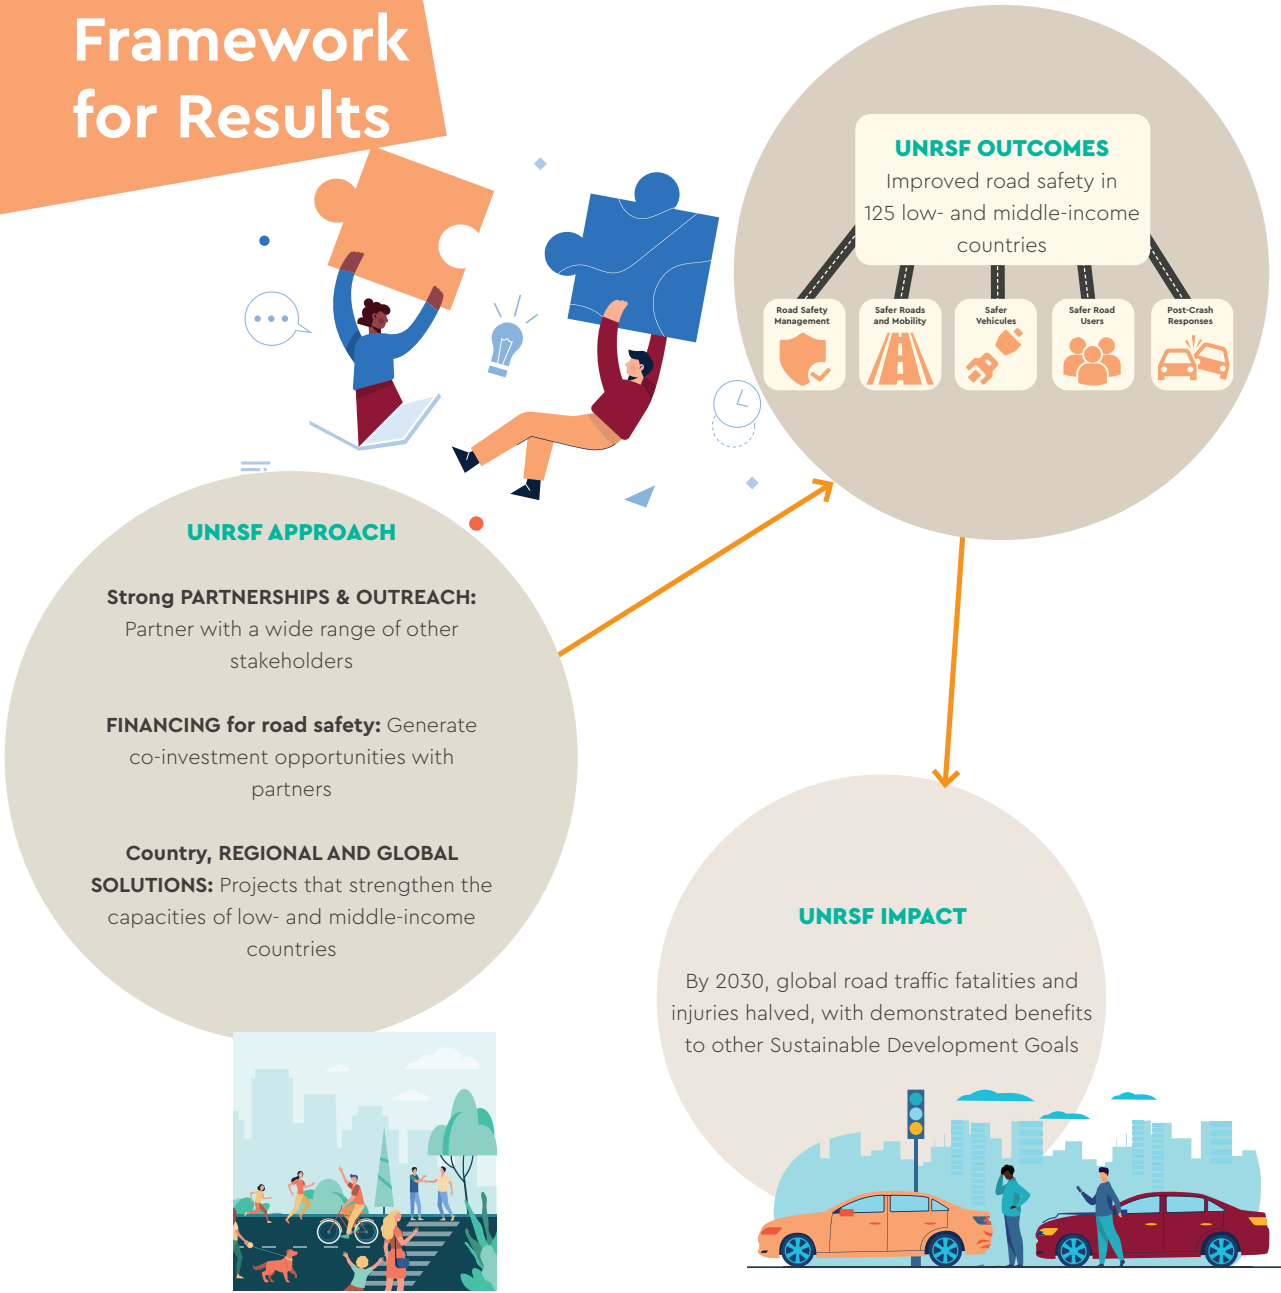 Framework
for Results
UNRSF OUTCOMES
Improved road safety in
125 low- and middle-income
countries
Road Safety
Management
Safer Roads
and Mobility
Safer
Vehicules
Safer Road
Users
Post-Crash
Responses
UNRSF APPROACH
Strong PARTNERSHIPS & OUTREACH:
Partner with a wide range of other
stakeholders
FINANCING for road safety: Generate
co-investment opportunities with
partners
Country, REGIONAL AND GLOBAL
SOLUTIONS: Projects that strengthen the
capacities of low- and middle-income
countries
UNRSF IMPACT
By 2030, global road traffic fatalities and
injuries halved, with demonstrated benefits
to other Sustainable Development Goals